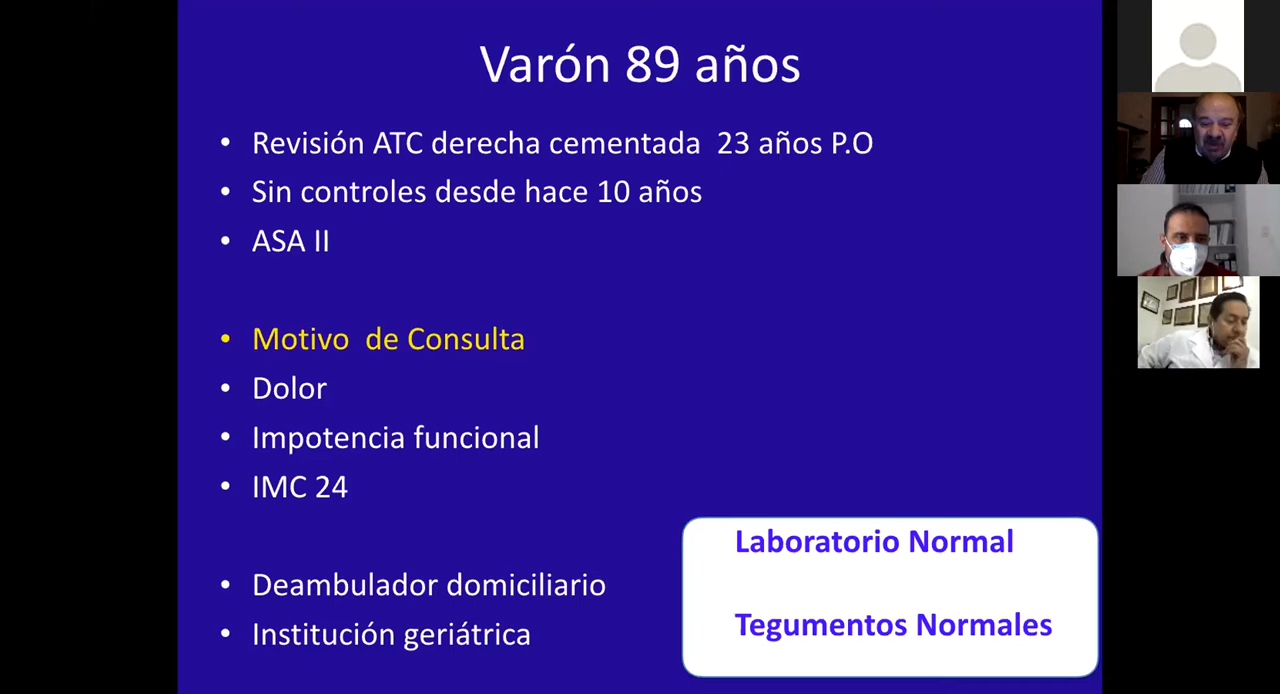 Varón 89 años
• Revisión ATC derecha cementada 23 años P.O
• Sin controles desde hace 10 años
• ASA II
• Motivo de Consulta
• Dolor
• Impotencia funcional
• IMC 24
• Deambulador domiciliario
• Institución geriátrica
Laboratorio Normal
Tegumentos Normales